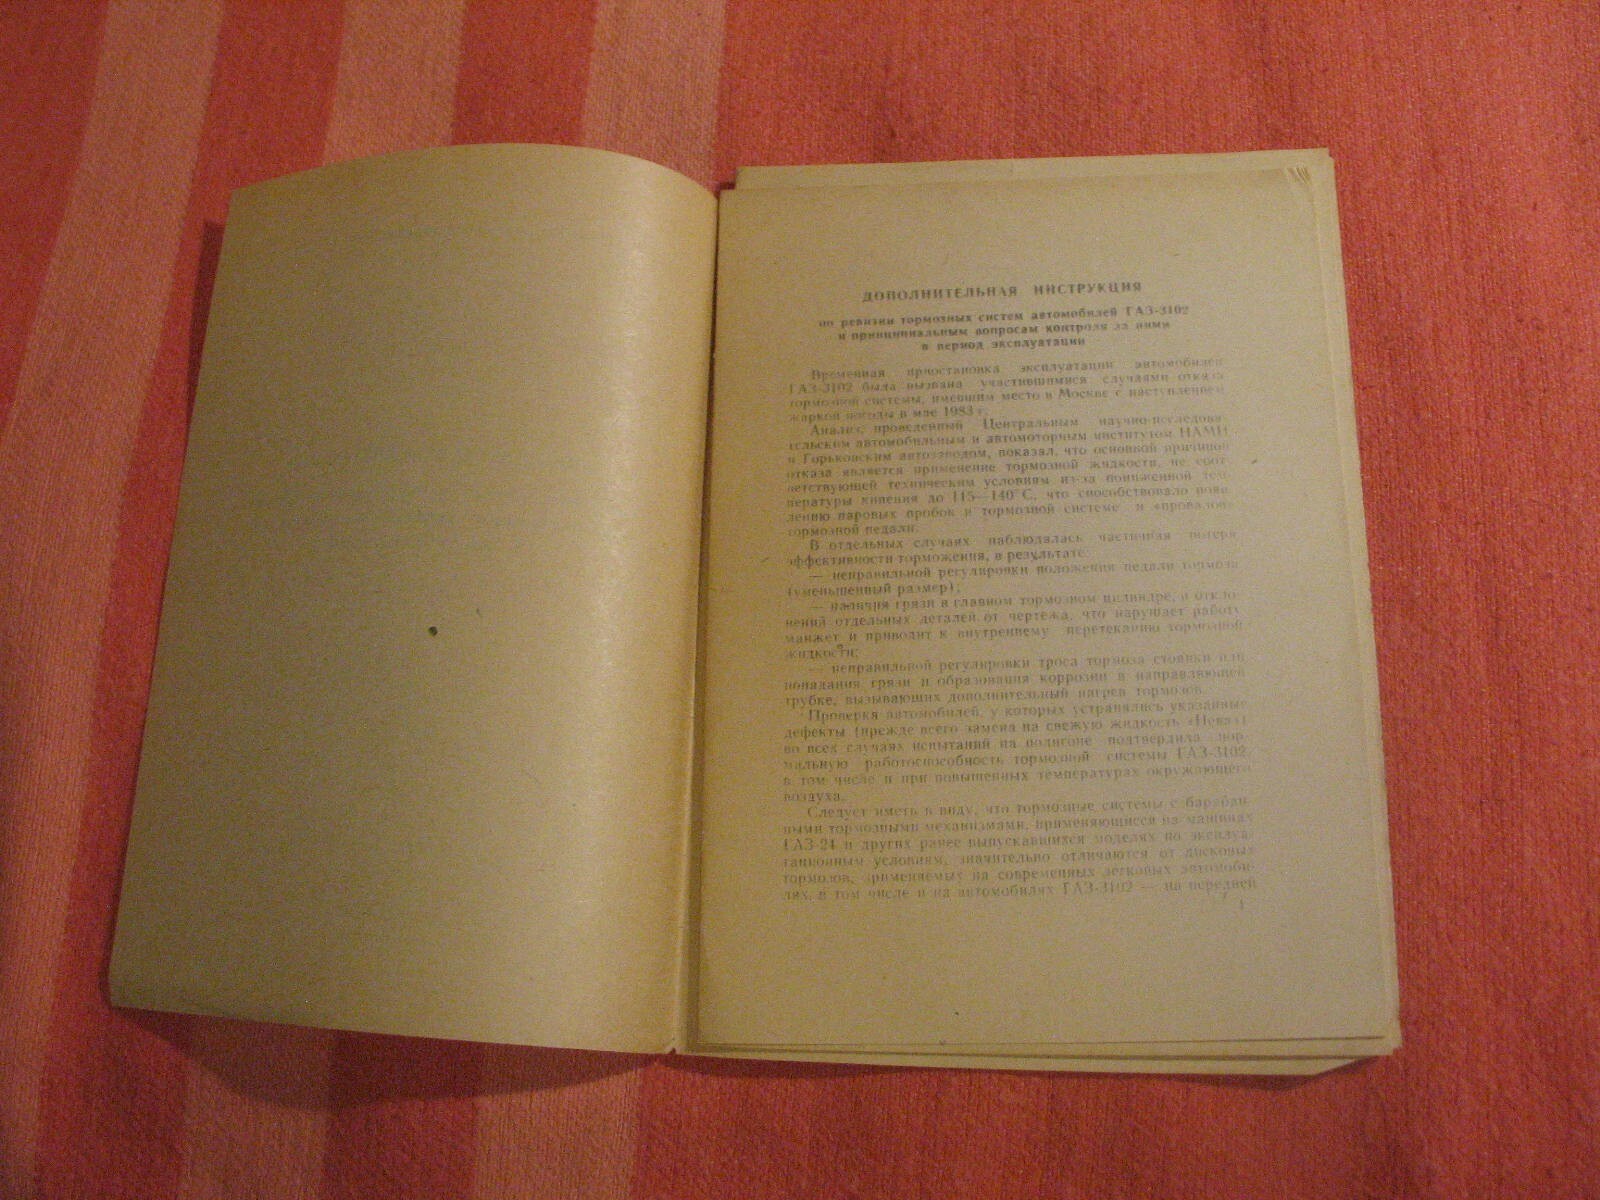 ДОПОЛНИТЕЛЬНАЯ ИНСТРУКЦИЯ
по ревизии тормозных систем автомобилей ГАЗ-3102
и принципиальным вопросам контроля за ними
в период эксплуатации
Временная приостановка эксплуатации автомобилей
ГАЗ-3102 была вызвана участившимися случаями отказа
тормозной системы, имевшим место в Москве с наступлением
жаркой погоды в мае 1983 г.
Анализ, проведенный Центральным научно-исследова-
тельским автомобильным и автомоторным институтом НАМИ
и Горьковским автозаводом, показал, что основной причиной
отказа является применение тормозной жидкости, не соот-
ветствующей техническим условиям из-за пониженной тем-
пературы кипения до 115—140°С, что способствовало появ-
лению паровых пробок в тормозной системе и «провалов»
тормозной педали.
В отдельных случаях наблюдалась частичная потеря
эффективности торможения, в результате:
— неправильной регулировки положения педали тормоза
(уменьшенный размер);
— наличия грязи в главном тормозном цилиндре, и откло-
нений отдельных деталей от чертежа, что нарушает работу
манжет и приводит к внутреннему перетеканию тормозной
жидкости;
— неправильной регулировки троса тормоза стоянки или
попадания грязи и образования коррозии в направляющей
трубке, вызывающих дополнительный нагрев тормозов.
Проверка автомобилей, у которых устранялись указанные
дефекты (прежде всего замена на свежую жидкость «Нева»)
во всех случаях испытаний на полигоне подтвердила нор-
мальную работоспособность тормозной системы ГАЗ-3102,
в том числе и при повышенных температурах окружающего
воздуха.
Следует иметь в виду, что тормозные системы с барабан-
ными тормозными механизмами, применяющиеся на машинах
ГАЗ-24 и других ранее выпускавшихся моделях по эксплуа-
тационным условиям, значительно отличаются от дисковых
тормозов, применяемых на современных легковых автомоби-
лях, в том числе и на автомобилях ГАЗ-3102 — на передней
1